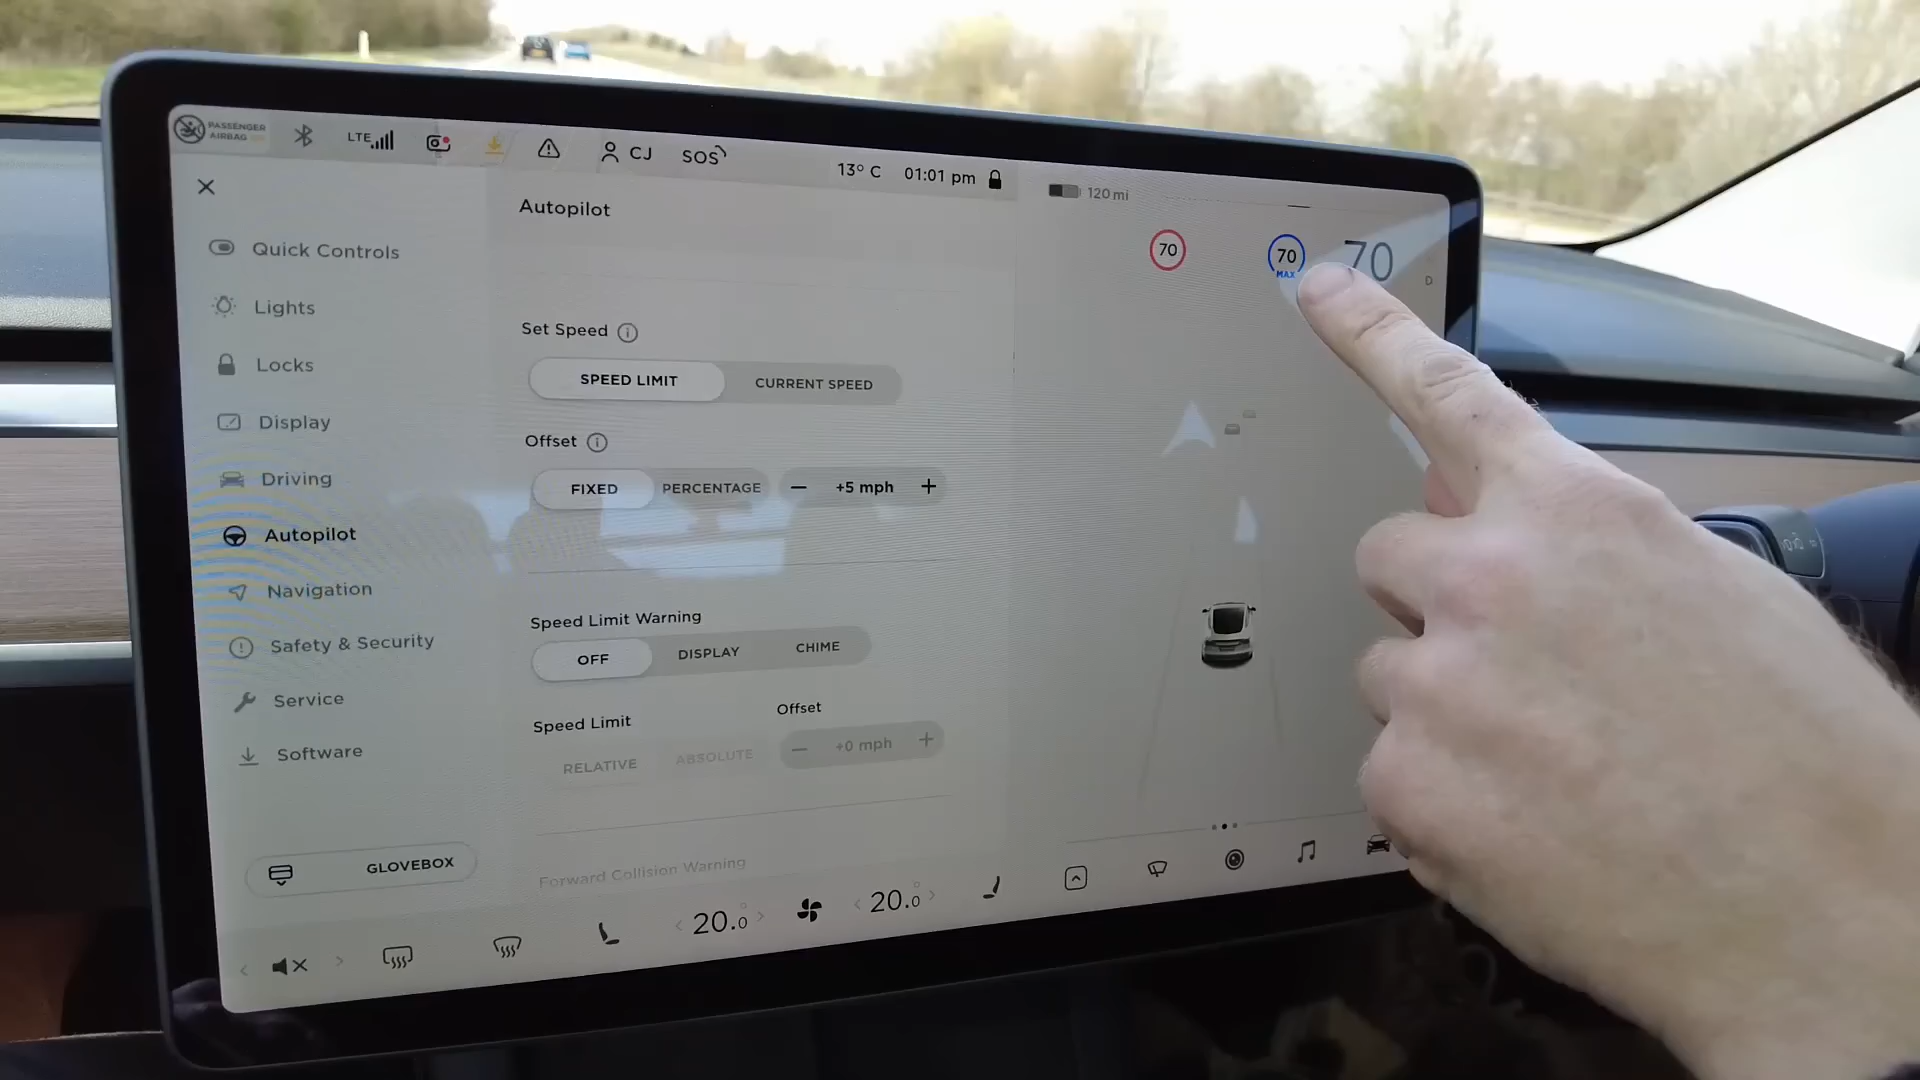 PASSENGER
AIRBAG
LTE
CJ
SOS
13° C
01:01 pm
120 mi
Autopilot
70
70
MAX
70
D
Quick Controls
Lights
Locks
Display
Driving
Autopilot
Navigation
Safety & Security
Service
Software
GLOVEBOX
Set Speed
SPEED LIMIT
CURRENT SPEED
Offset
FIXED
PERCENTAGE
− +5 mph +
Speed Limit Warning
OFF
DISPLAY
CHIME
Speed Limit
Offset
RELATIVE
ABSOLUTE
− +0 mph +
Forward Collision Warning
20.0
20.0